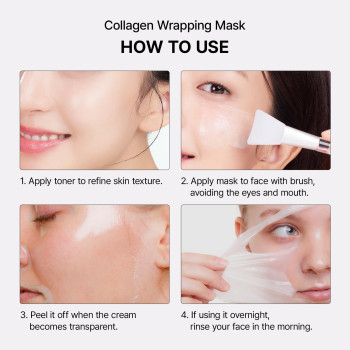 Collagen Wrapping Mask
HOW TO USE
1. Apply toner to refine skin texture.
2. Apply mask to face with brush,
avoiding the eyes and mouth.
3. Peel it off when the cream
becomes transparent.
4. If using it overnight,
rinse your face in the morning.